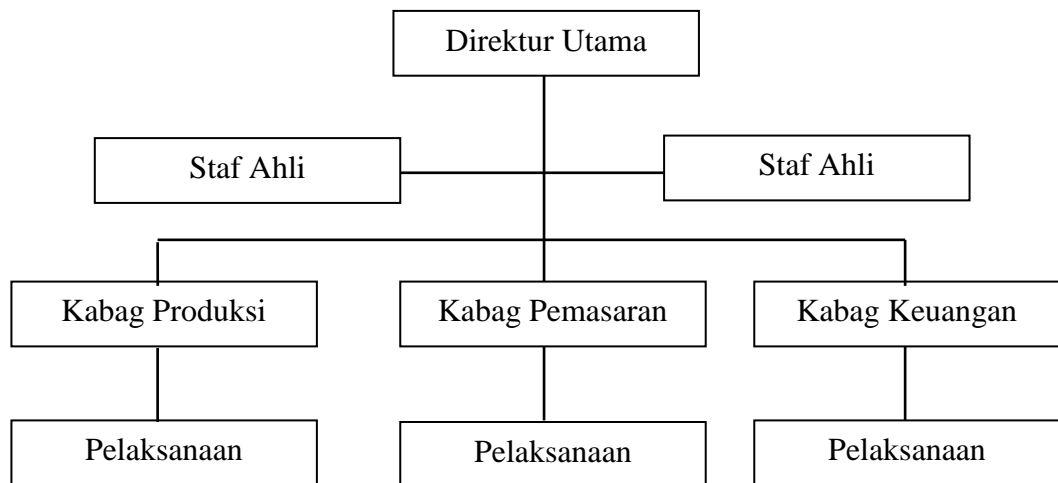 Direktur Utama
Staf Ahli
Staf Ahli
Kabag Produksi
Kabag Pemasaran
Kabag Keuangan
Pelaksanaan
Pelaksanaan
Pelaksanaan